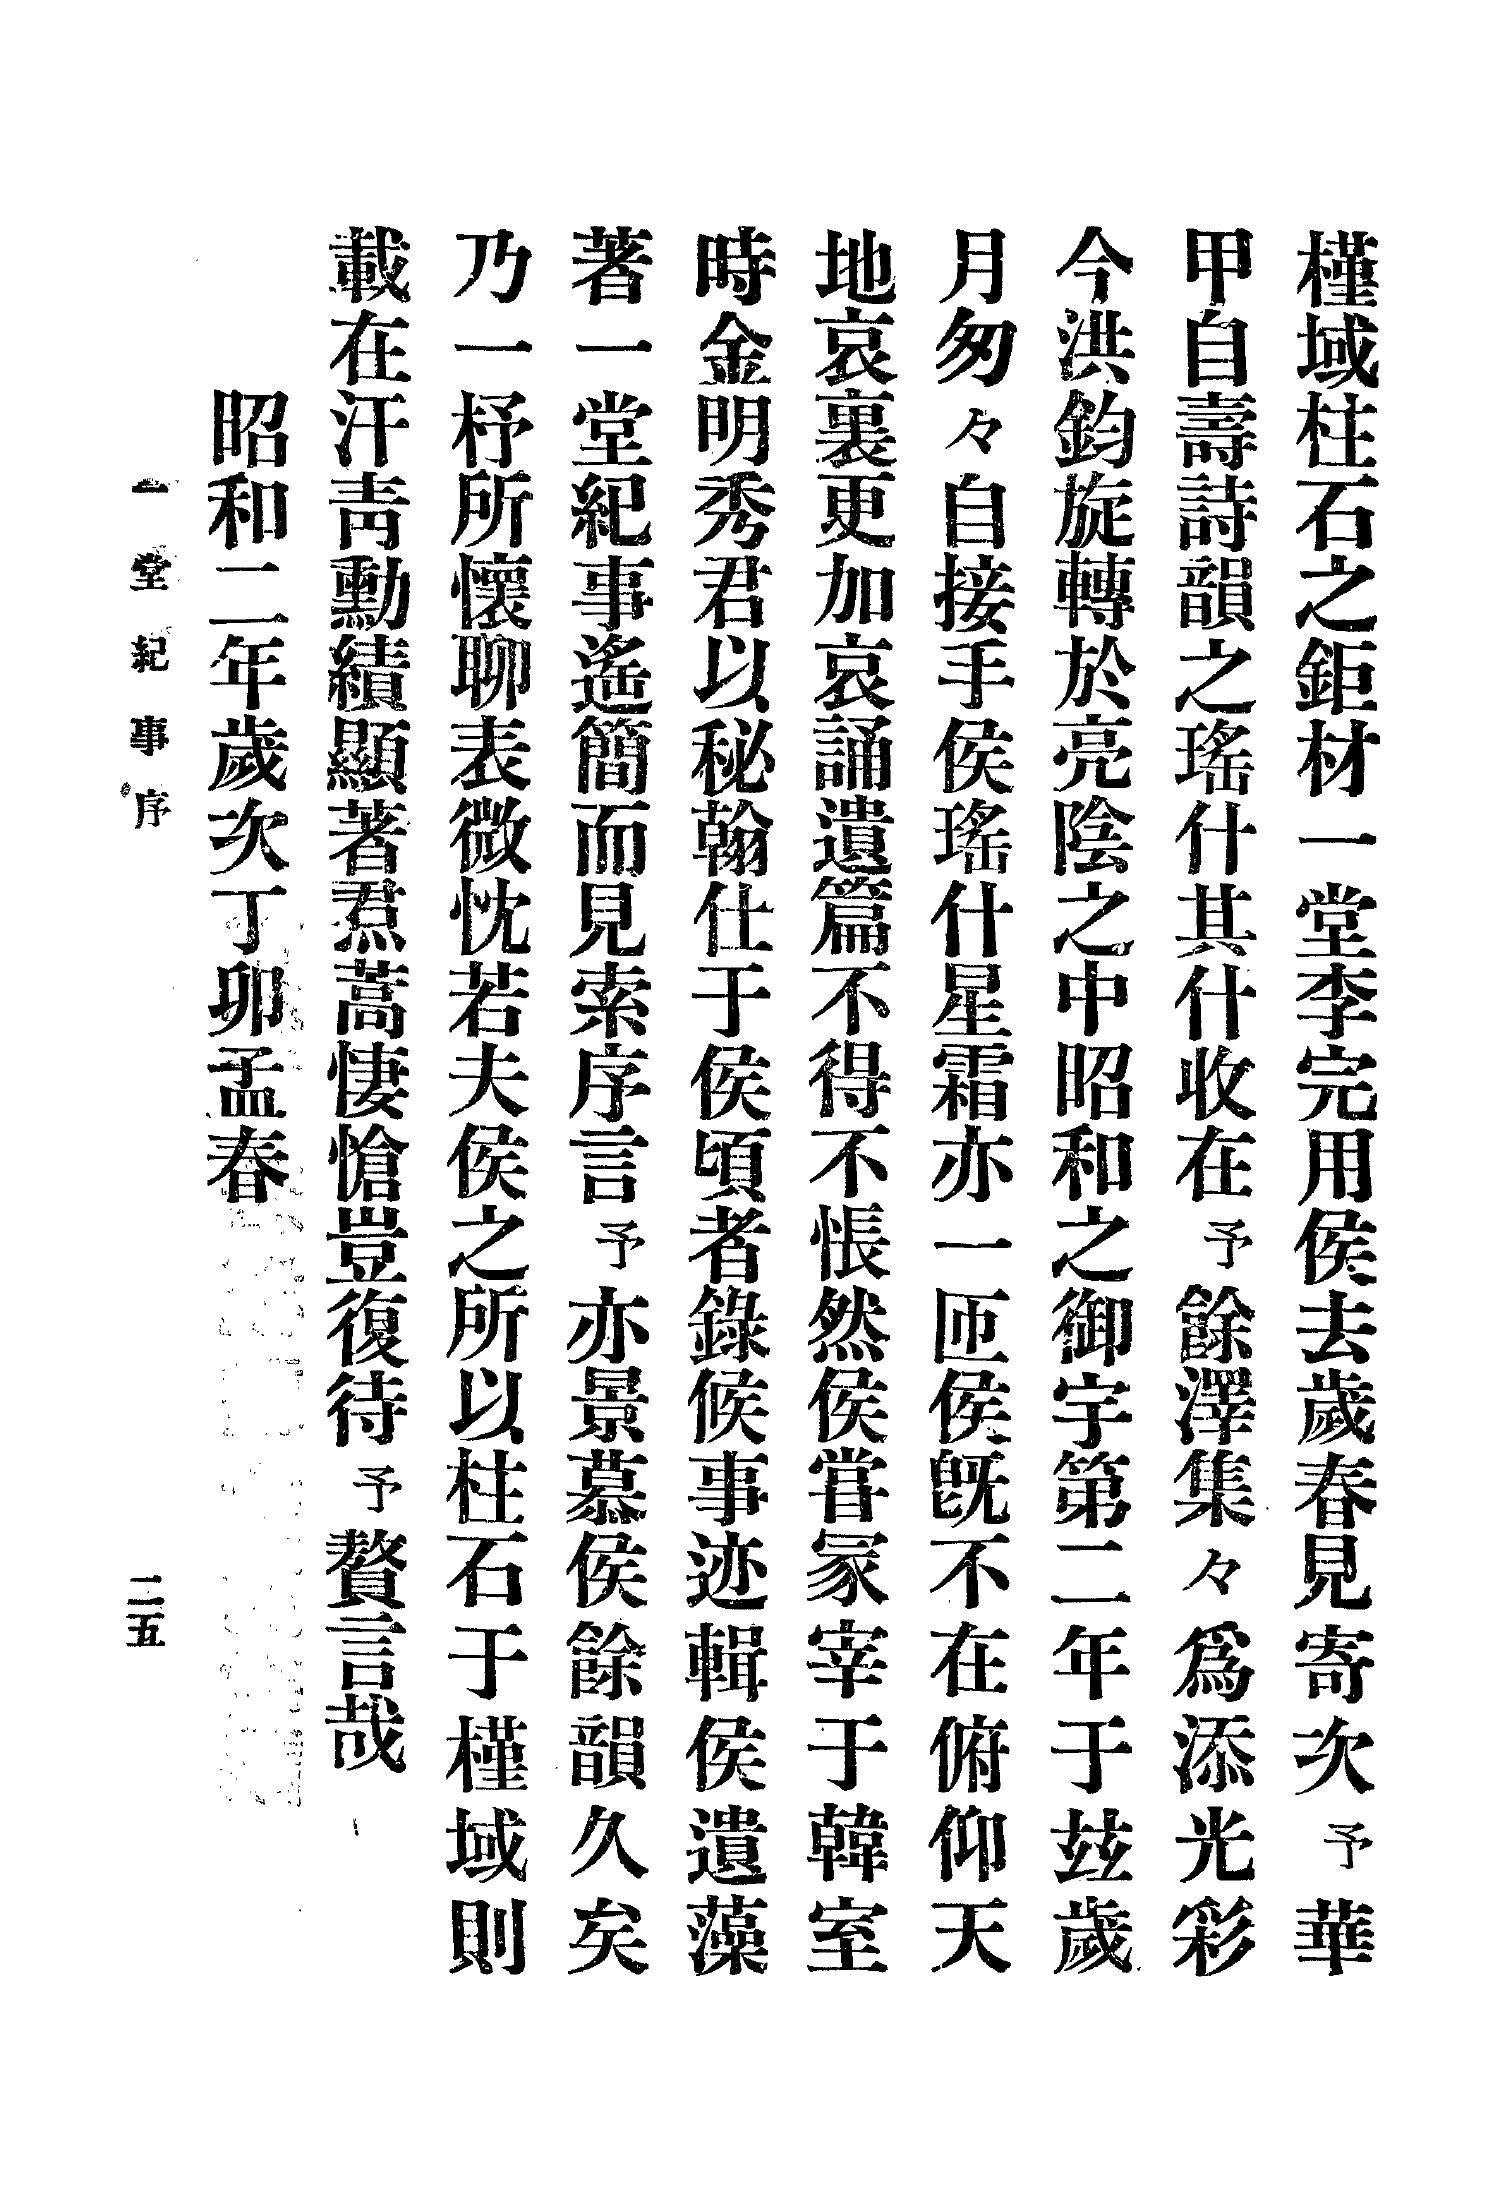 槿域柱石之鉅材一堂李完用侯去歲春見寄次予華
甲自壽詩韻之瑤什其什收在予餘澤集々爲添光彩
今洪鈞旋轉於亮陰之中昭和之御宇第二年于玆歲
月匆々自接手侯瑤什星霜亦一匝侯旣不在俯仰天
地哀裏更加哀誦遺篇不得不悵然侯嘗冢宰于韓室
時金明秀君以秘翰仕于侯頃者錄候事迹輯侯遺藻
著一堂紀事遙簡而見索序言予亦景慕侯餘韻久矣
乃一杼所懷聊表微忱若夫侯之所以柱石于槿域則
載在汗靑勳績顯著焄蒿悽愴豈復待予贅言哉
昭和二年歲次丁卯孟春
一堂紀事序
二五